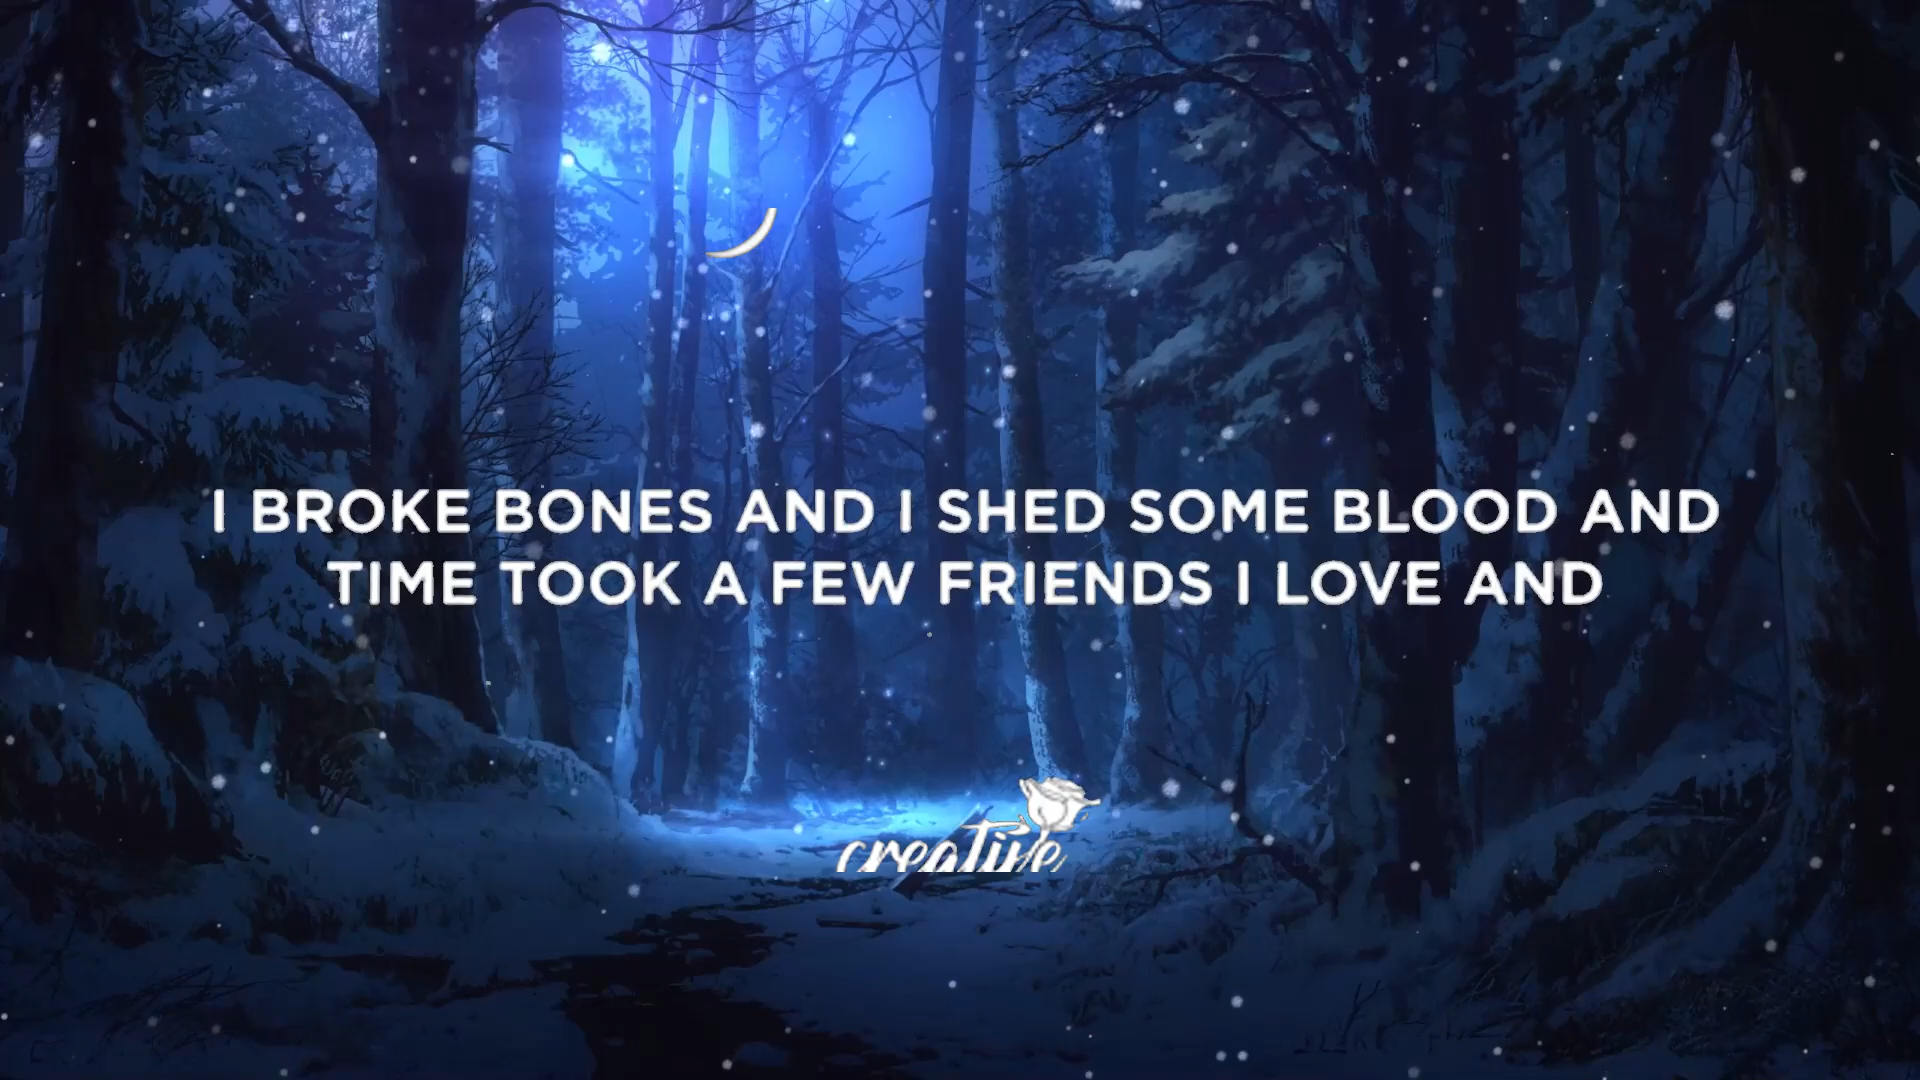 I BROKE BONES AND I SHED SOME BLOOD AND
TIME TOOK A FEW FRIENDS I LOVE AND
creative